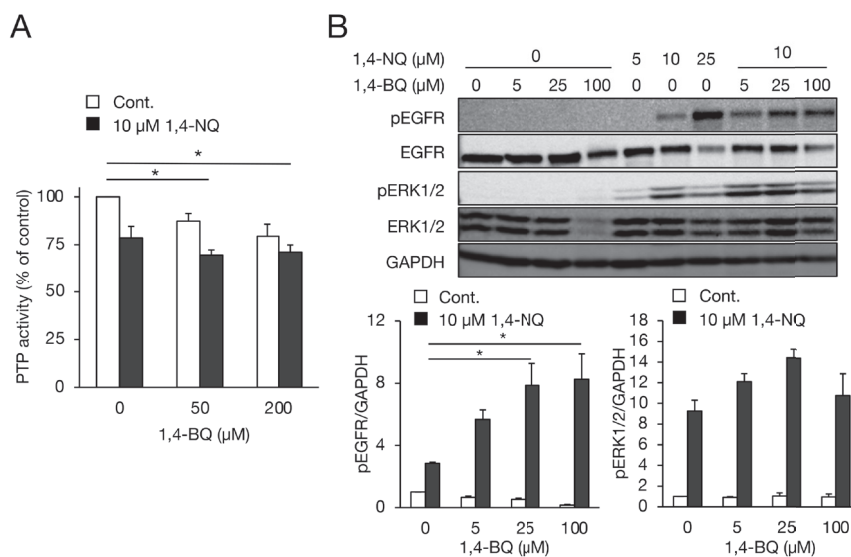 A
Cont.
10 µM 1,4-NQ
*
*
PTP activity (% of control)
100
75
50
25
0
0 50 200
1,4-BQ (µM)
B
1,4-NQ (µM) 0 5 10 25 10
1,4-BQ (µM) 0 5 25 100 0 0 0 5 25 100
pEGFR
EGFR
pERK1/2
ERK1/2
GAPDH
Cont.
10 µM 1,4-NQ
*
*
pEGFR/GAPDH
12
8
4
0
0 5 25 100
1,4-BQ (µM)
Cont.
10 µM 1,4-NQ
pERK1/2/GAPDH
18
16
14
12
10
8
6
4
2
0
0 5 25 100
1,4-BQ (µM)